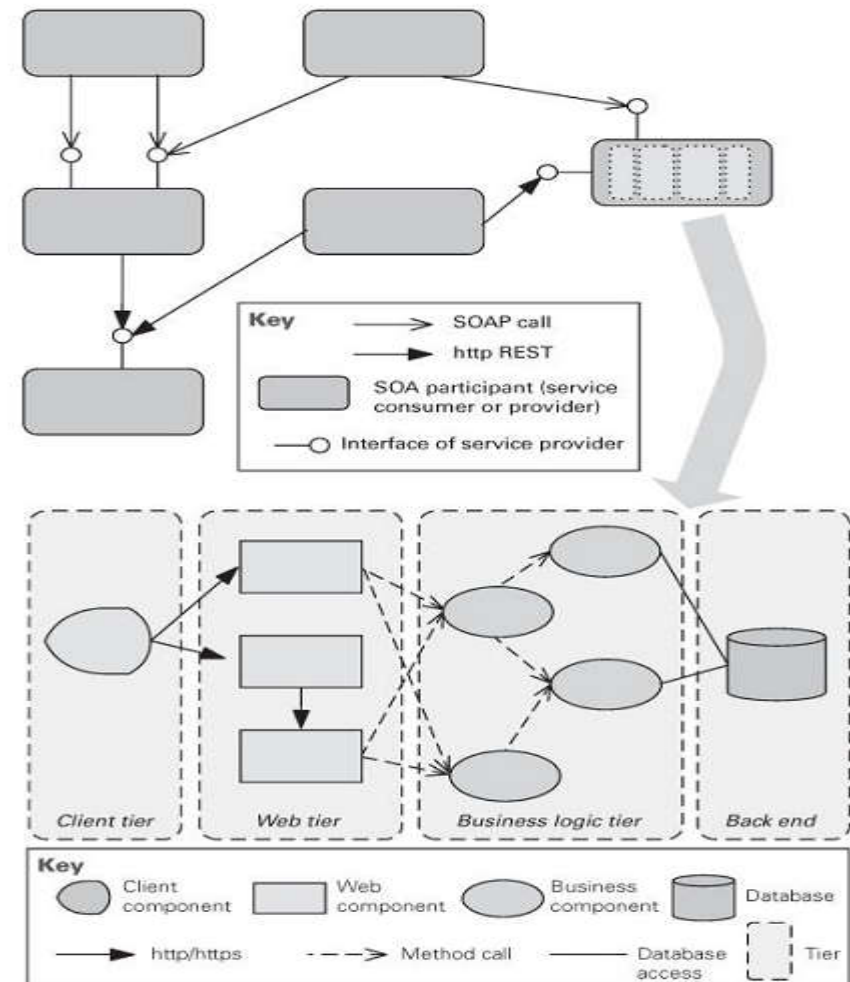 Key
SOAP call
http REST
SOA participant (service
consumer or provider)
Interface of service provider
Client tier
Web tier
Business logic tier
Back end
Key
Client
component
Web
component
Business
component
Database
http/https
Method call
Database
access
Tier